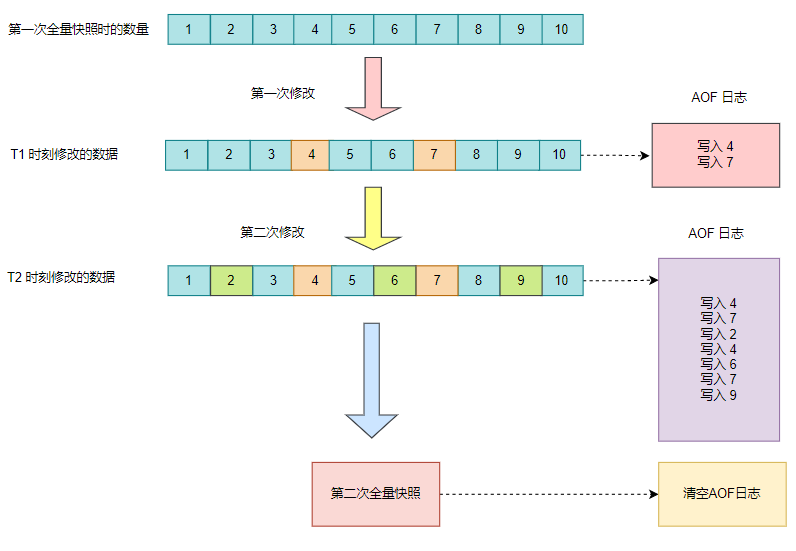 第一次全量快照时的数量
1 2 3 4 5 6 7 8 9 10
第一次修改
AOF 日志
T1 时刻修改的数据
1 2 3 4 5 6 7 8 9 10
写入 4
写入 7
第二次修改
AOF 日志
T2 时刻修改的数据
1 2 3 4 5 6 7 8 9 10
写入 4
写入 7
写入 2
写入 4
写入 6
写入 7
写入 9
第二次全量快照
清空AOF日志